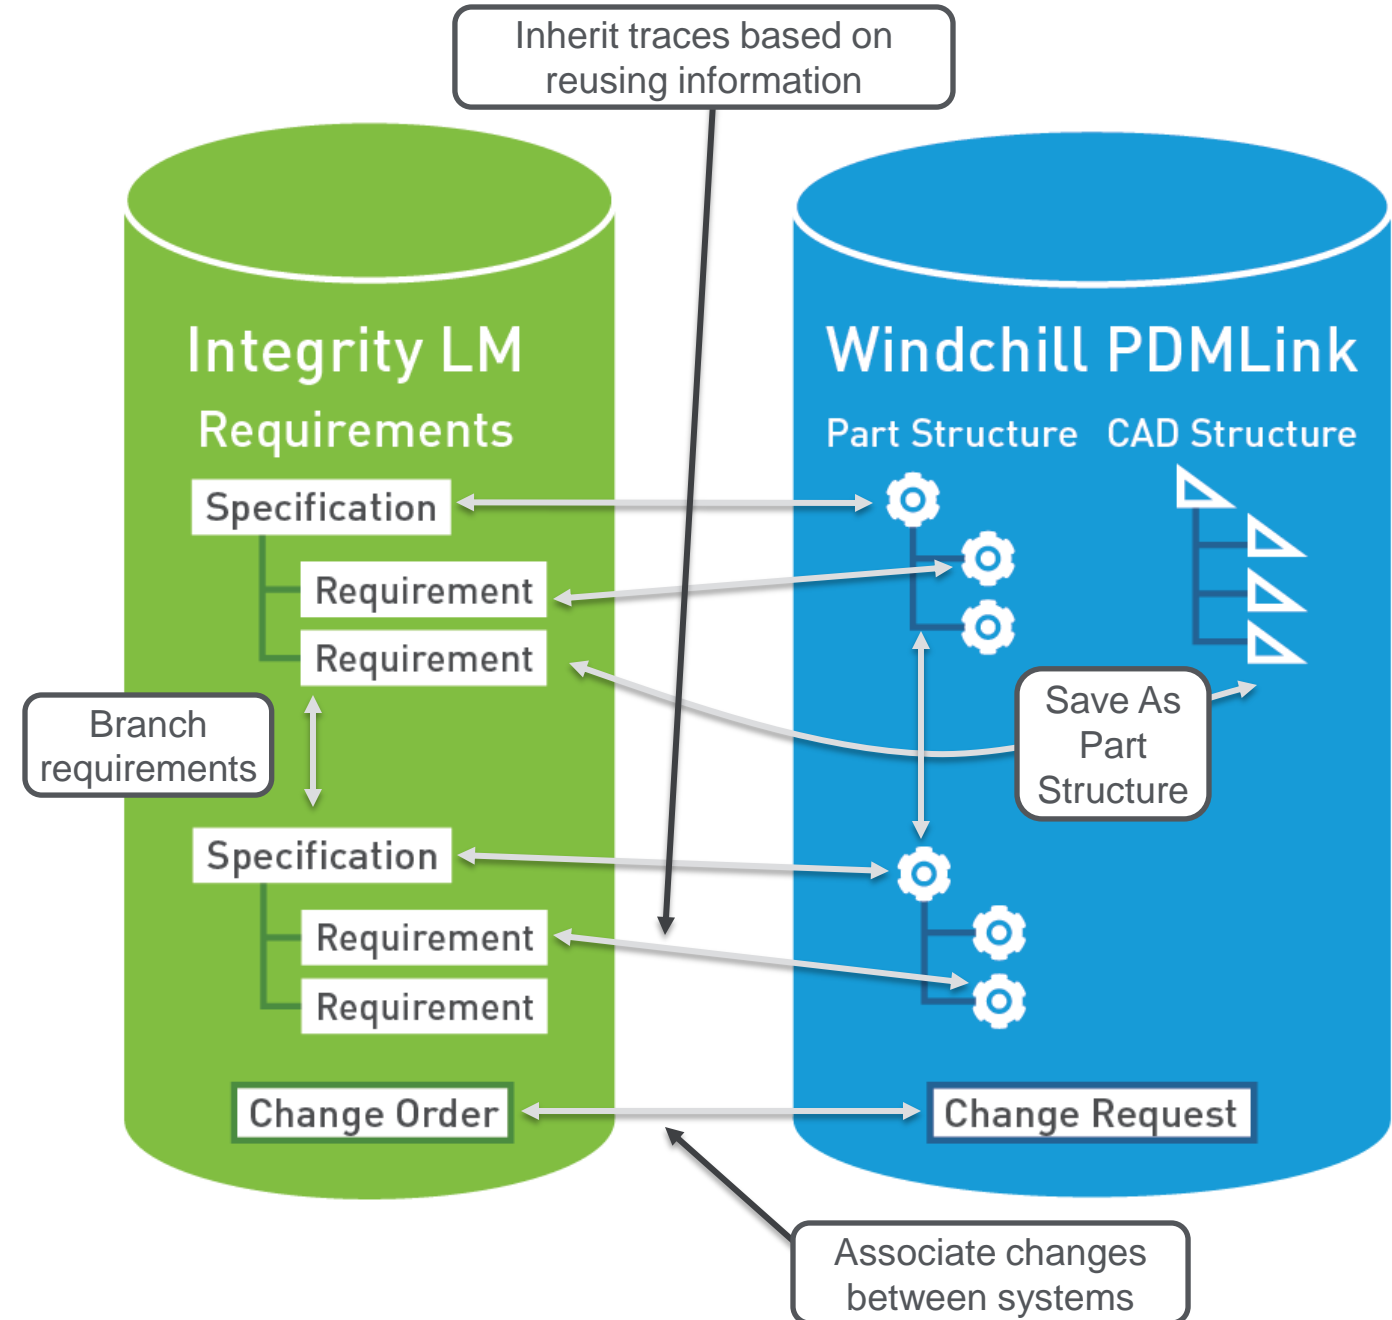 Inherit traces based on
reusing information
Integrity LM
Requirements
Specification
Requirement
Requirement
Branch
requirements
Specification
Requirement
Requirement
Change Order
Windchill PDMLink
Part Structure
CAD Structure
Save As
Part
Structure
Change Request
Associate changes
between systems